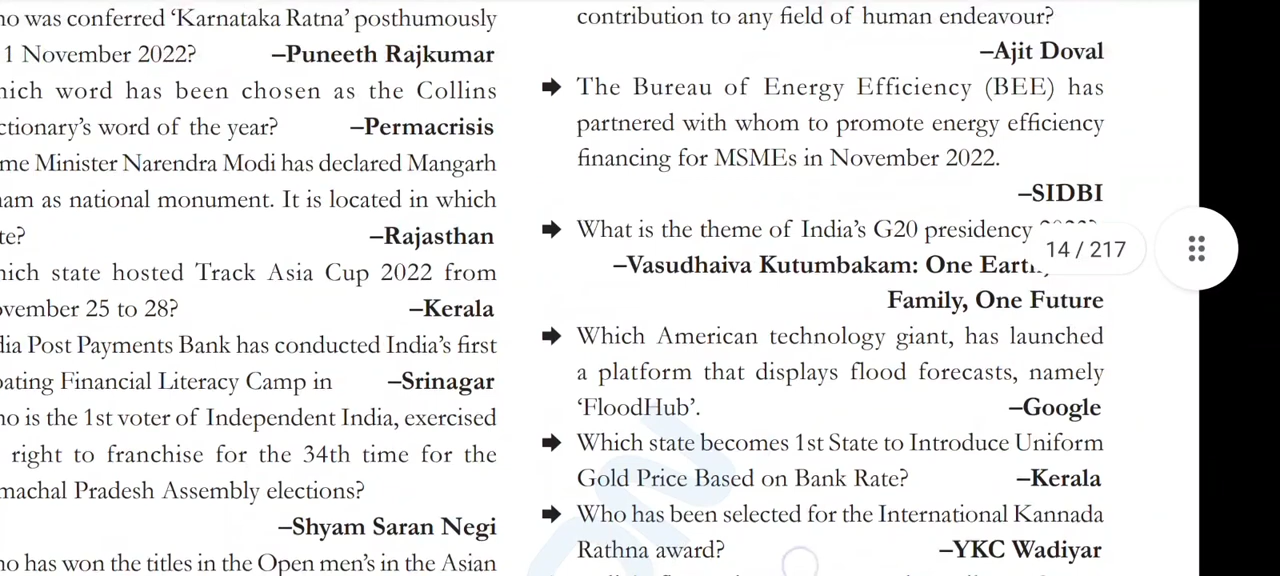 no was conferred ‘Karnataka Ratna’ posthumously
1 November 2022? –Puneet Rajkumar
hich word has been chosen as the Collins
ctionary’s word of the year? –Permacrisis
me Minister Narendra Modi has declared Mangarh
nam as national monument. It is located in which
te? –Rajasthan
hich state hosted Track Asia Cup 2022 from
ovember 25 to 28? –Kerala
dia Post Payments Bank has conducted India’s first
oating Financial Literacy Camp in –Srinagar
no is the 1st voter of Independent India, exercised
right to franchise for the 34th time for the
machal Pradesh Assembly elections?
–Shyam Saran Negi
no has won the titles in the Open men’s in the Asian
contribution to any field of human endeavour?
–Ajit Doval
➡ The Bureau of Energy Efficiency (BEE) has
partnered with whom to promote energy efficiency
financing for MSMEs in November 2022.
–SIDBI
➡ What is the theme of India’s G20 presidency
–Vasudhaiva Kutumbakam: One Earth,
Family, One Future
➡ Which American technology giant, has launched
a platform that displays flood forecasts, namely
‘FloodHub’. –Google
➡ Which state becomes 1st State to Introduce Uniform
Gold Price Based on Bank Rate? –Kerala
➡ Who has been selected for the International Kannada
Rathna award? –YKC Wadiyar
14 / 217